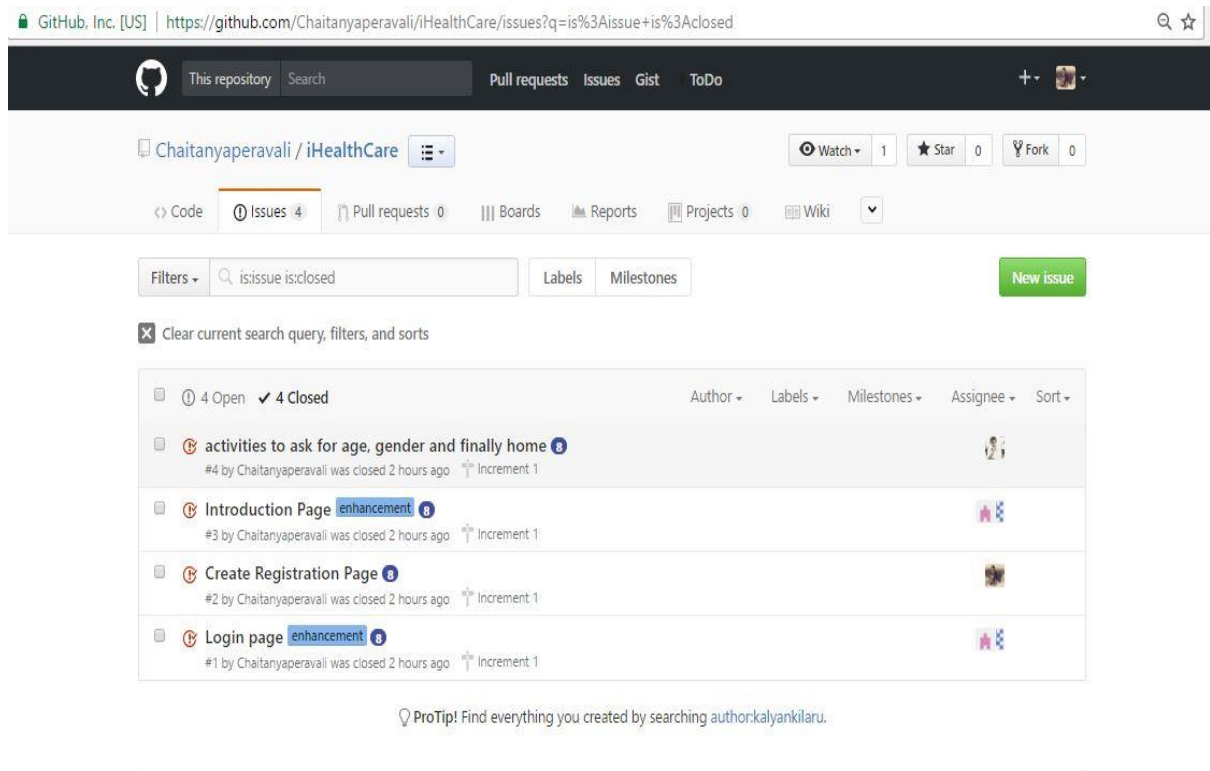 GitHub, Inc. [US] | https://github.com/Chaitanyaperavali/iHealthCare/issues?q=is%3Aissue+is%3Aclosed
This repository Search Pull requests Issues Gist ToDo
Chaitanyaperavali / iHealthCare Watch 1 Star 0 Fork 0
Code Issues 4 Pull requests 0 Boards Reports Projects 0 Wiki
Filters is:issue is:closed Labels Milestones New issue
Clear current search query, filters, and sorts
4 Open 4 Closed Author Labels Milestones Assignee Sort
activities to ask for age, gender and finally home 8
#4 by Chaitanyaperavali was closed 2 hours ago Increment 1
Introduction Page enhancement 8
#3 by Chaitanyaperavali was closed 2 hours ago Increment 1
Create Registration Page 8
#2 by Chaitanyaperavali was closed 2 hours ago Increment 1
Login page enhancement 8
#1 by Chaitanyaperavali was closed 2 hours ago Increment 1
ProTip! Find everything you created by searching author:kalyankilaru.